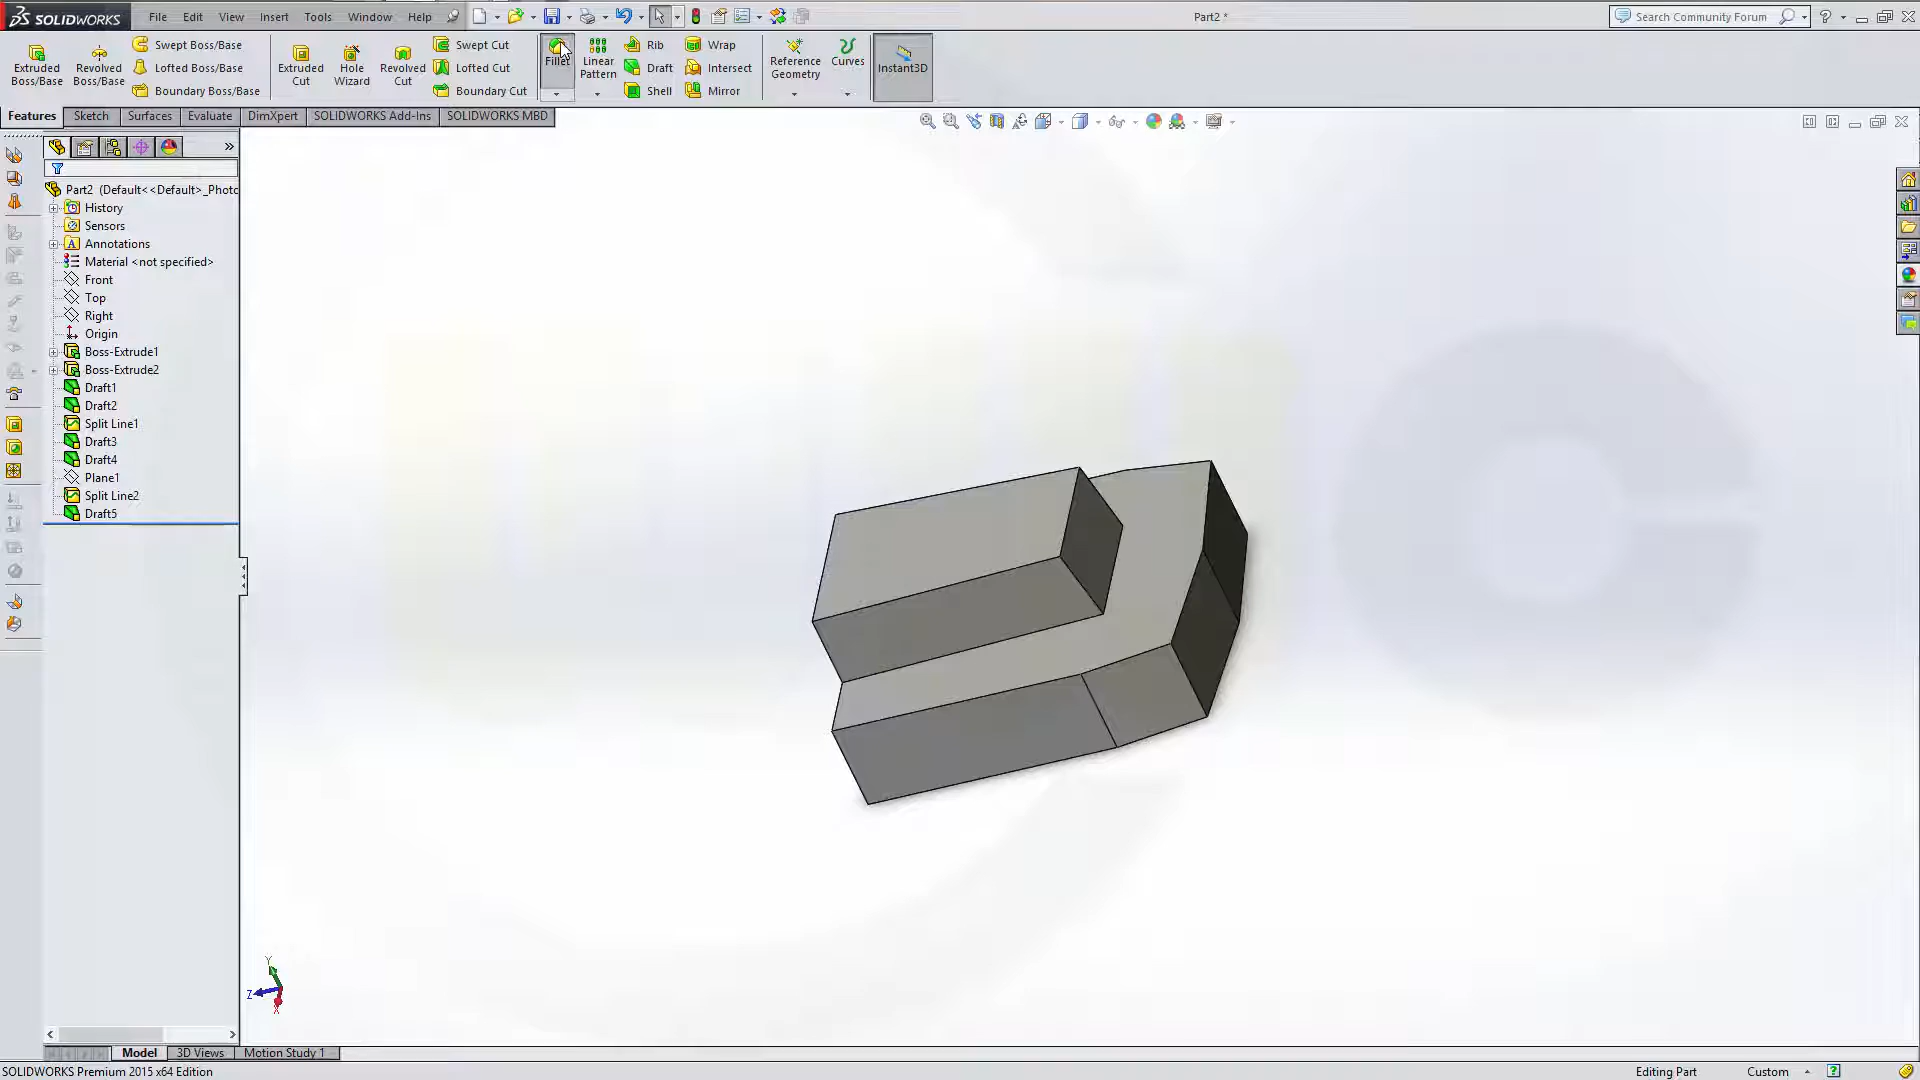 SOLIDWORKS
File Edit View Insert Tools Window Help
Part2 *
Search Community Forum
Extruded Boss/Base
Revolved Boss/Base
Swept Boss/Base
Lofted Boss/Base
Boundary Boss/Base
Extruded Cut
Hole Wizard
Revolved Cut
Swept Cut
Lofted Cut
Boundary Cut
Fillet
Linear Pattern
Rib
Draft
Shell
Wrap
Intersect
Mirror
Reference Geometry
Curves
Instant3D
Features Sketch Surfaces Evaluate DimXpert SOLIDWORKS Add-Ins SOLIDWORKS MBD
Part2 (Default<<Default>_Photo
History
Sensors
Annotations
Material <not specified>
Front
Top
Right
Origin
Boss-Extrude1
Boss-Extrude2
Draft1
Draft2
Split Line1
Draft3
Draft4
Plane1
Split Line2
Draft5
Y
Z
X
Model 3D Views Motion Study 1
SOLIDWORKS Premium 2015 x64 Edition
Editing Part
Custom